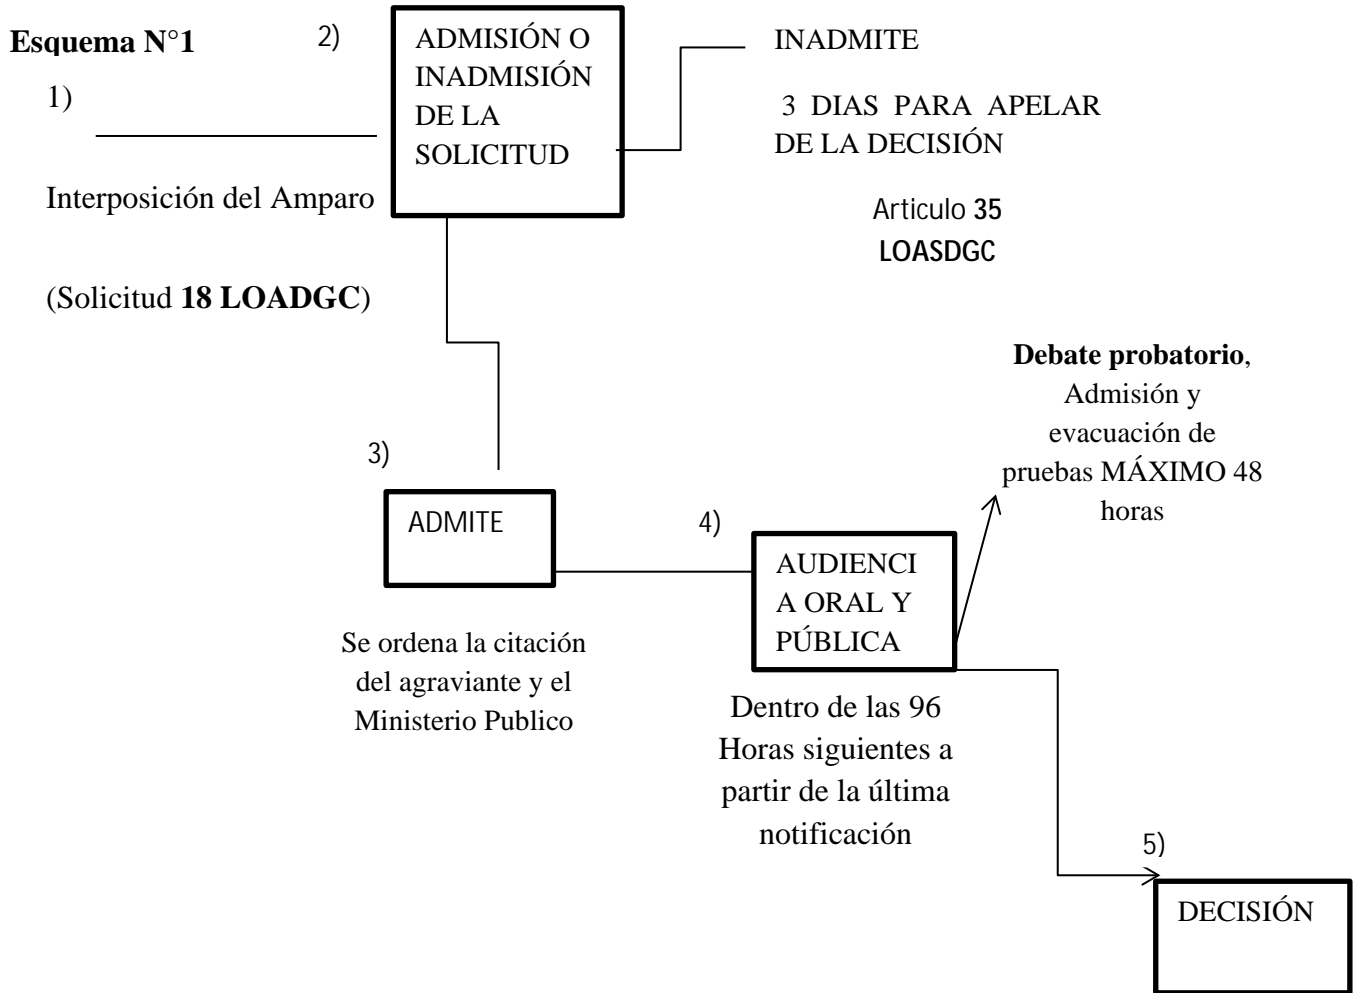 Esquema N°1
1)
Interposición del Amparo
(Solicitud 18 LOADGC)
2)
ADMISIÓN O
INADMISIÓN
DE LA
SOLICITUD
INADMITE
3 DIAS PARA APELAR
DE LA DECISIÓN
Articulo 35
LOASDGC
3)
ADMITE
Se ordena la citación
del agraviante y el
Ministerio Publico
4)
AUDIENCI
A ORAL Y
PÚBLICA
Dentro de las 96
Horas siguientes a
partir de la última
notificación
Debate probatorio,
Admisión y
evacuación de
pruebas MÁXIMO 48
horas
5)
DECISIÓN